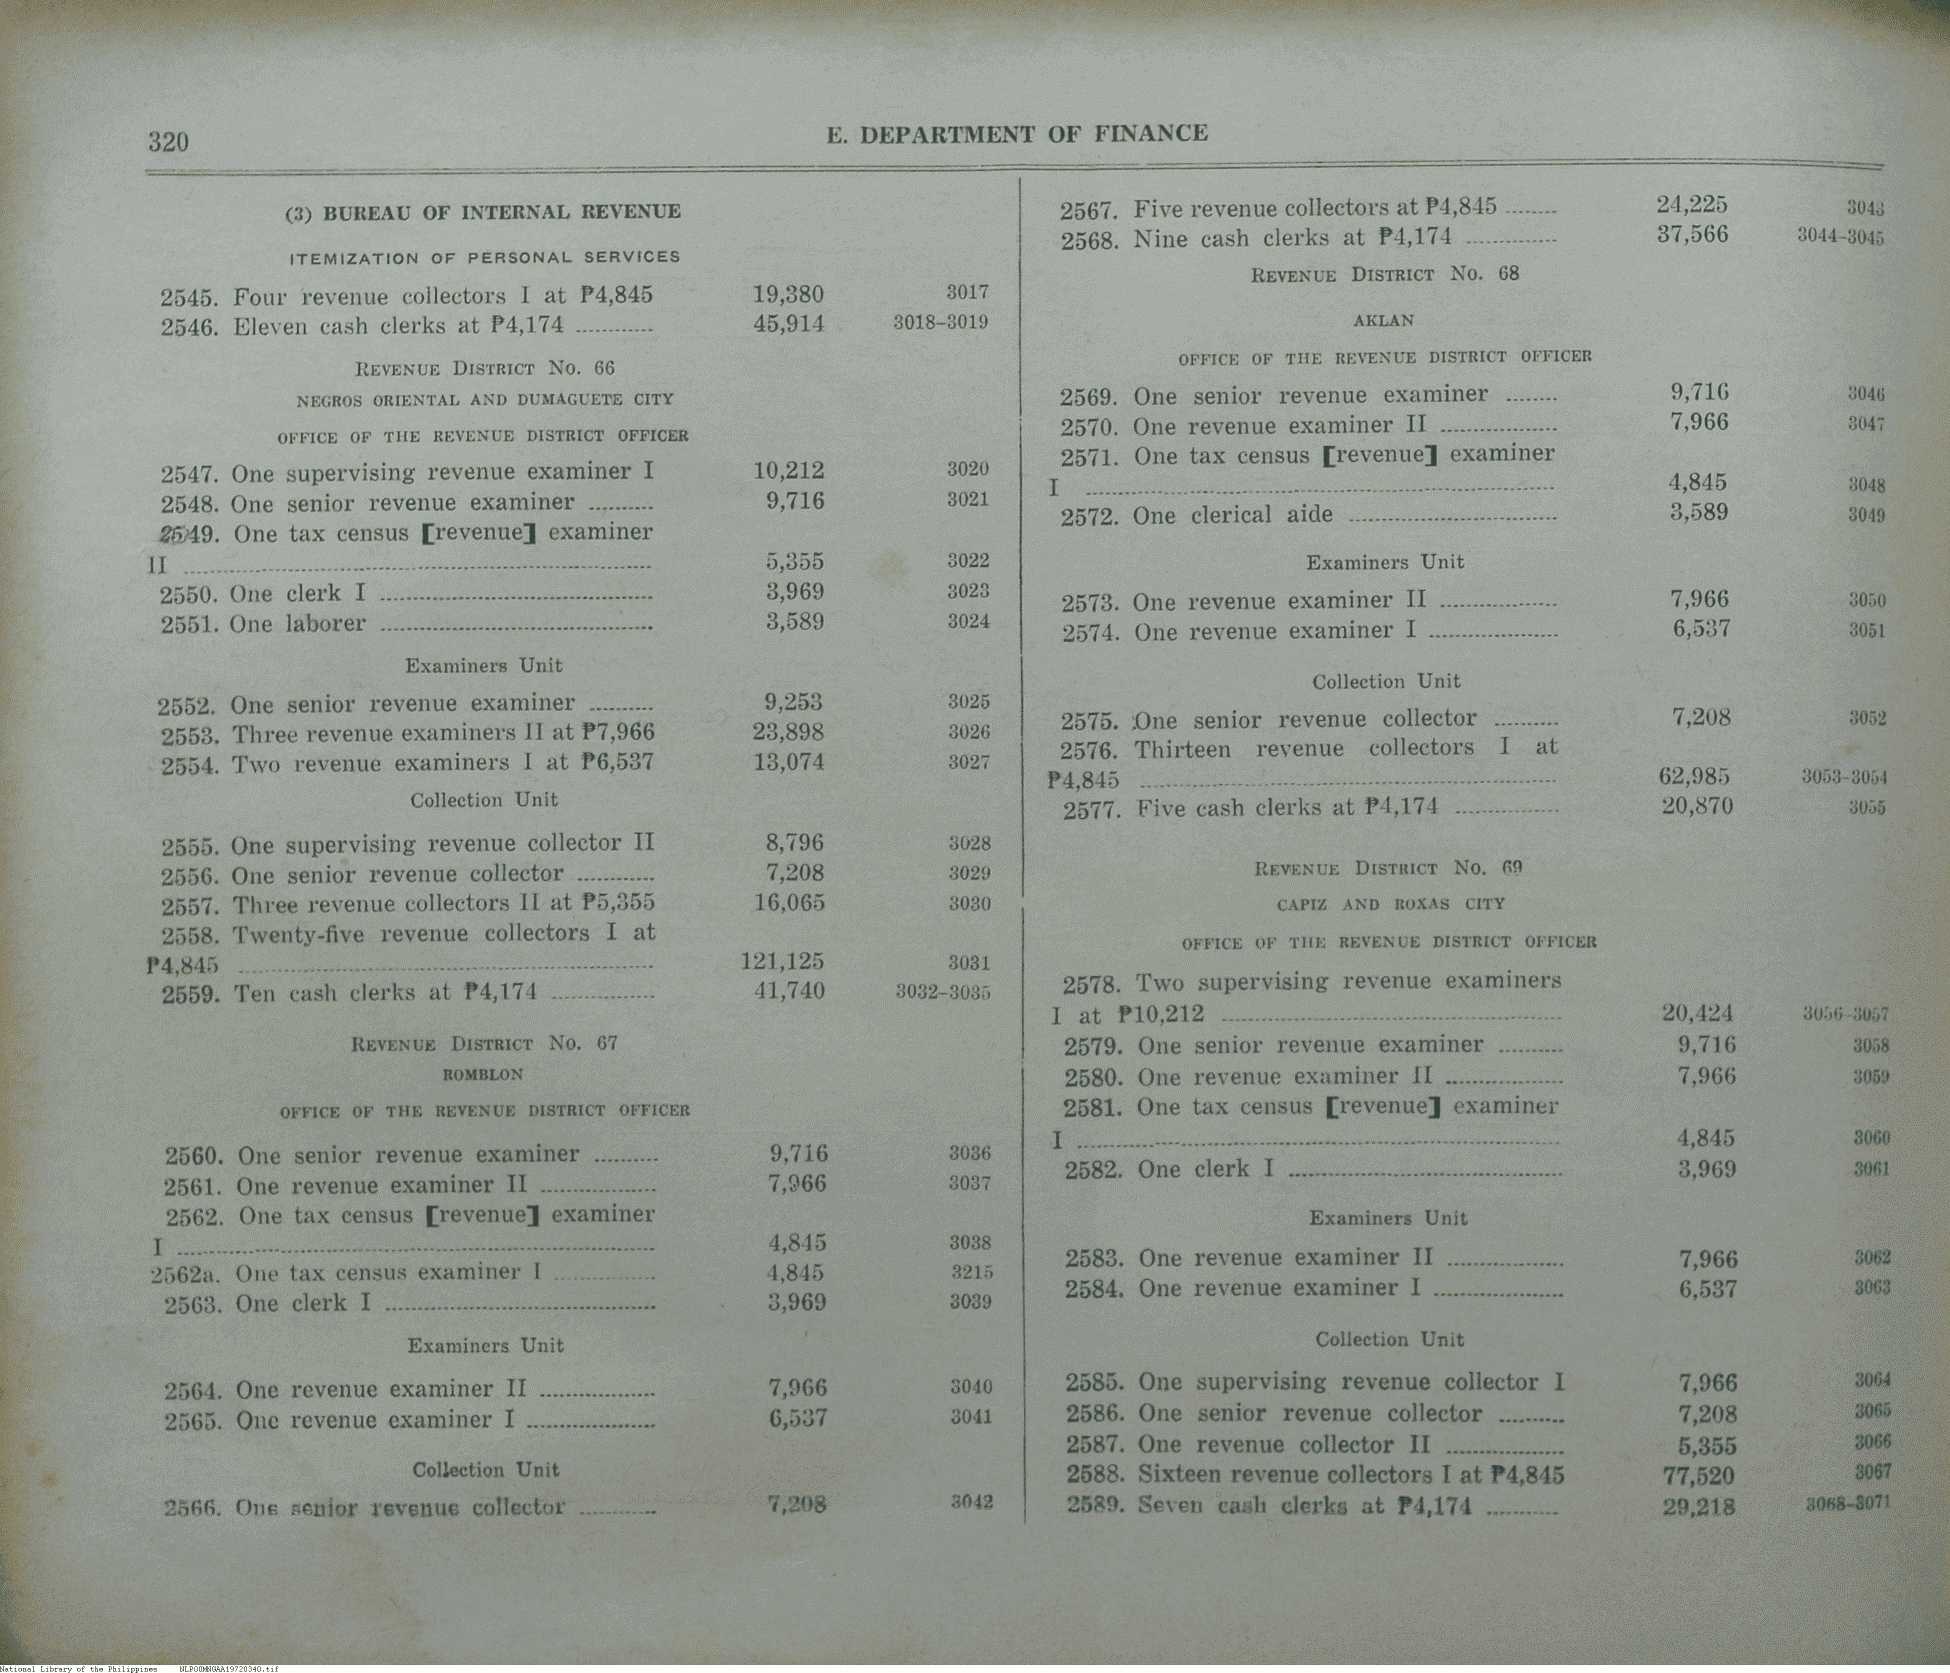 320
E. DEPARTMENT OF FINANCE
(3) BUREAU OF INTERNAL REVENUE
ITEMIZATION OF PERSONAL SERVICES
2545. Four revenue collectors I at ₱4,845 19,380 3017
2546. Eleven cash clerks at ₱4,174 ............ 45,914 3018–3019
REVENUE DISTRICT NO. 66
NEGROS ORIENTAL AND DUMAGUETE CITY
OFFICE OF THE REVENUE DISTRICT OFFICER
2547. One supervising revenue examiner I 10,212 3020
2548. One senior revenue examiner .......... 9,716 3021
2549. One tax census [revenue] examiner
II ........................................ 5,355 3022
2550. One clerk I ........................................ 3,969 3023
2551. One laborer ........................................ 3,589 3024
Examiners Unit
2552. One senior revenue examiner .......... 9,253 3025
2553. Three revenue examiners II at ₱7,966 23,898 3026
2554. Two revenue examiners I at ₱6,537 13,074 3027
Collection Unit
2555. One supervising revenue collector II 8,796 3028
2556. One senior revenue collector ............ 7,208 3029
2557. Three revenue collectors II at ₱5,355 16,065 3030
2558. Twenty-five revenue collectors I at
₱4,845 ........................................ 121,125 3031
2559. Ten cash clerks at ₱4,174 ................ 41,740 3032–3035
REVENUE DISTRICT NO. 67
ROMBLON
OFFICE OF THE REVENUE DISTRICT OFFICER
2560. One senior revenue examiner .......... 9,716 3036
2561. One revenue examiner II .................. 7,966 3037
2562. One tax census [revenue] examiner
I ........................................ 4,845 3038
2562a. One tax census examiner I ................ 4,845 3215
2563. One clerk I ........................................ 3,969 3039
Examiners Unit
2564. One revenue examiner II .................. 7,966 3040
2565. One revenue examiner I .................... 6,537 3041
Collection Unit
2566. One senior revenue collector ............ 7,208 3042
2567. Five revenue collectors at ₱4,845 ........ 24,225 3043
2568. Nine cash clerks at ₱4,174 .............. 37,566 3044–3045
REVENUE DISTRICT NO. 68
AKLAN
OFFICE OF THE REVENUE DISTRICT OFFICER
2569. One senior revenue examiner ........ 9,716 3046
2570. One revenue examiner II .................. 7,966 3047
2571. One tax census [revenue] examiner
I ........................................ 4,845 3048
2572. One clerical aide ................................ 3,589 3049
Examiners Unit
2573. One revenue examiner II .................. 7,966 3050
2574. One revenue examiner I .................... 6,537 3051
Collection Unit
2575. One senior revenue collector .......... 7,208 3052
2576. Thirteen revenue collectors I at
₱4,845 ........................................ 62,985 3053–3054
2577. Five cash clerks at ₱4,174 ................ 20,870 3055
REVENUE DISTRICT NO. 69
CAPIZ AND ROXAS CITY
OFFICE OF THE REVENUE DISTRICT OFFICER
2578. Two supervising revenue examiners
I at ₱10,212 ........................................ 20,424 3056–3057
2579. One senior revenue examiner .......... 9,716 3058
2580. One revenue examiner II .................. 7,966 3059
2581. One tax census [revenue] examiner
I ........................................ 4,845 3060
2582. One clerk I ........................................ 3,969 3061
Examiners Unit
2583. One revenue examiner II .................. 7,966 3062
2584. One revenue examiner I .................... 6,537 3063
Collection Unit
2585. One supervising revenue collector I 7,966 3064
2586. One senior revenue collector .......... 7,208 3065
2587. One revenue collector II .................. 5,355 3066
2588. Sixteen revenue collectors I at ₱4,845 77,520 3067
2589. Seven cash clerks at ₱4,174 ........... 29,218 3068–3071
National Library of the Philippines NLPOOMNGAA19720340.tif